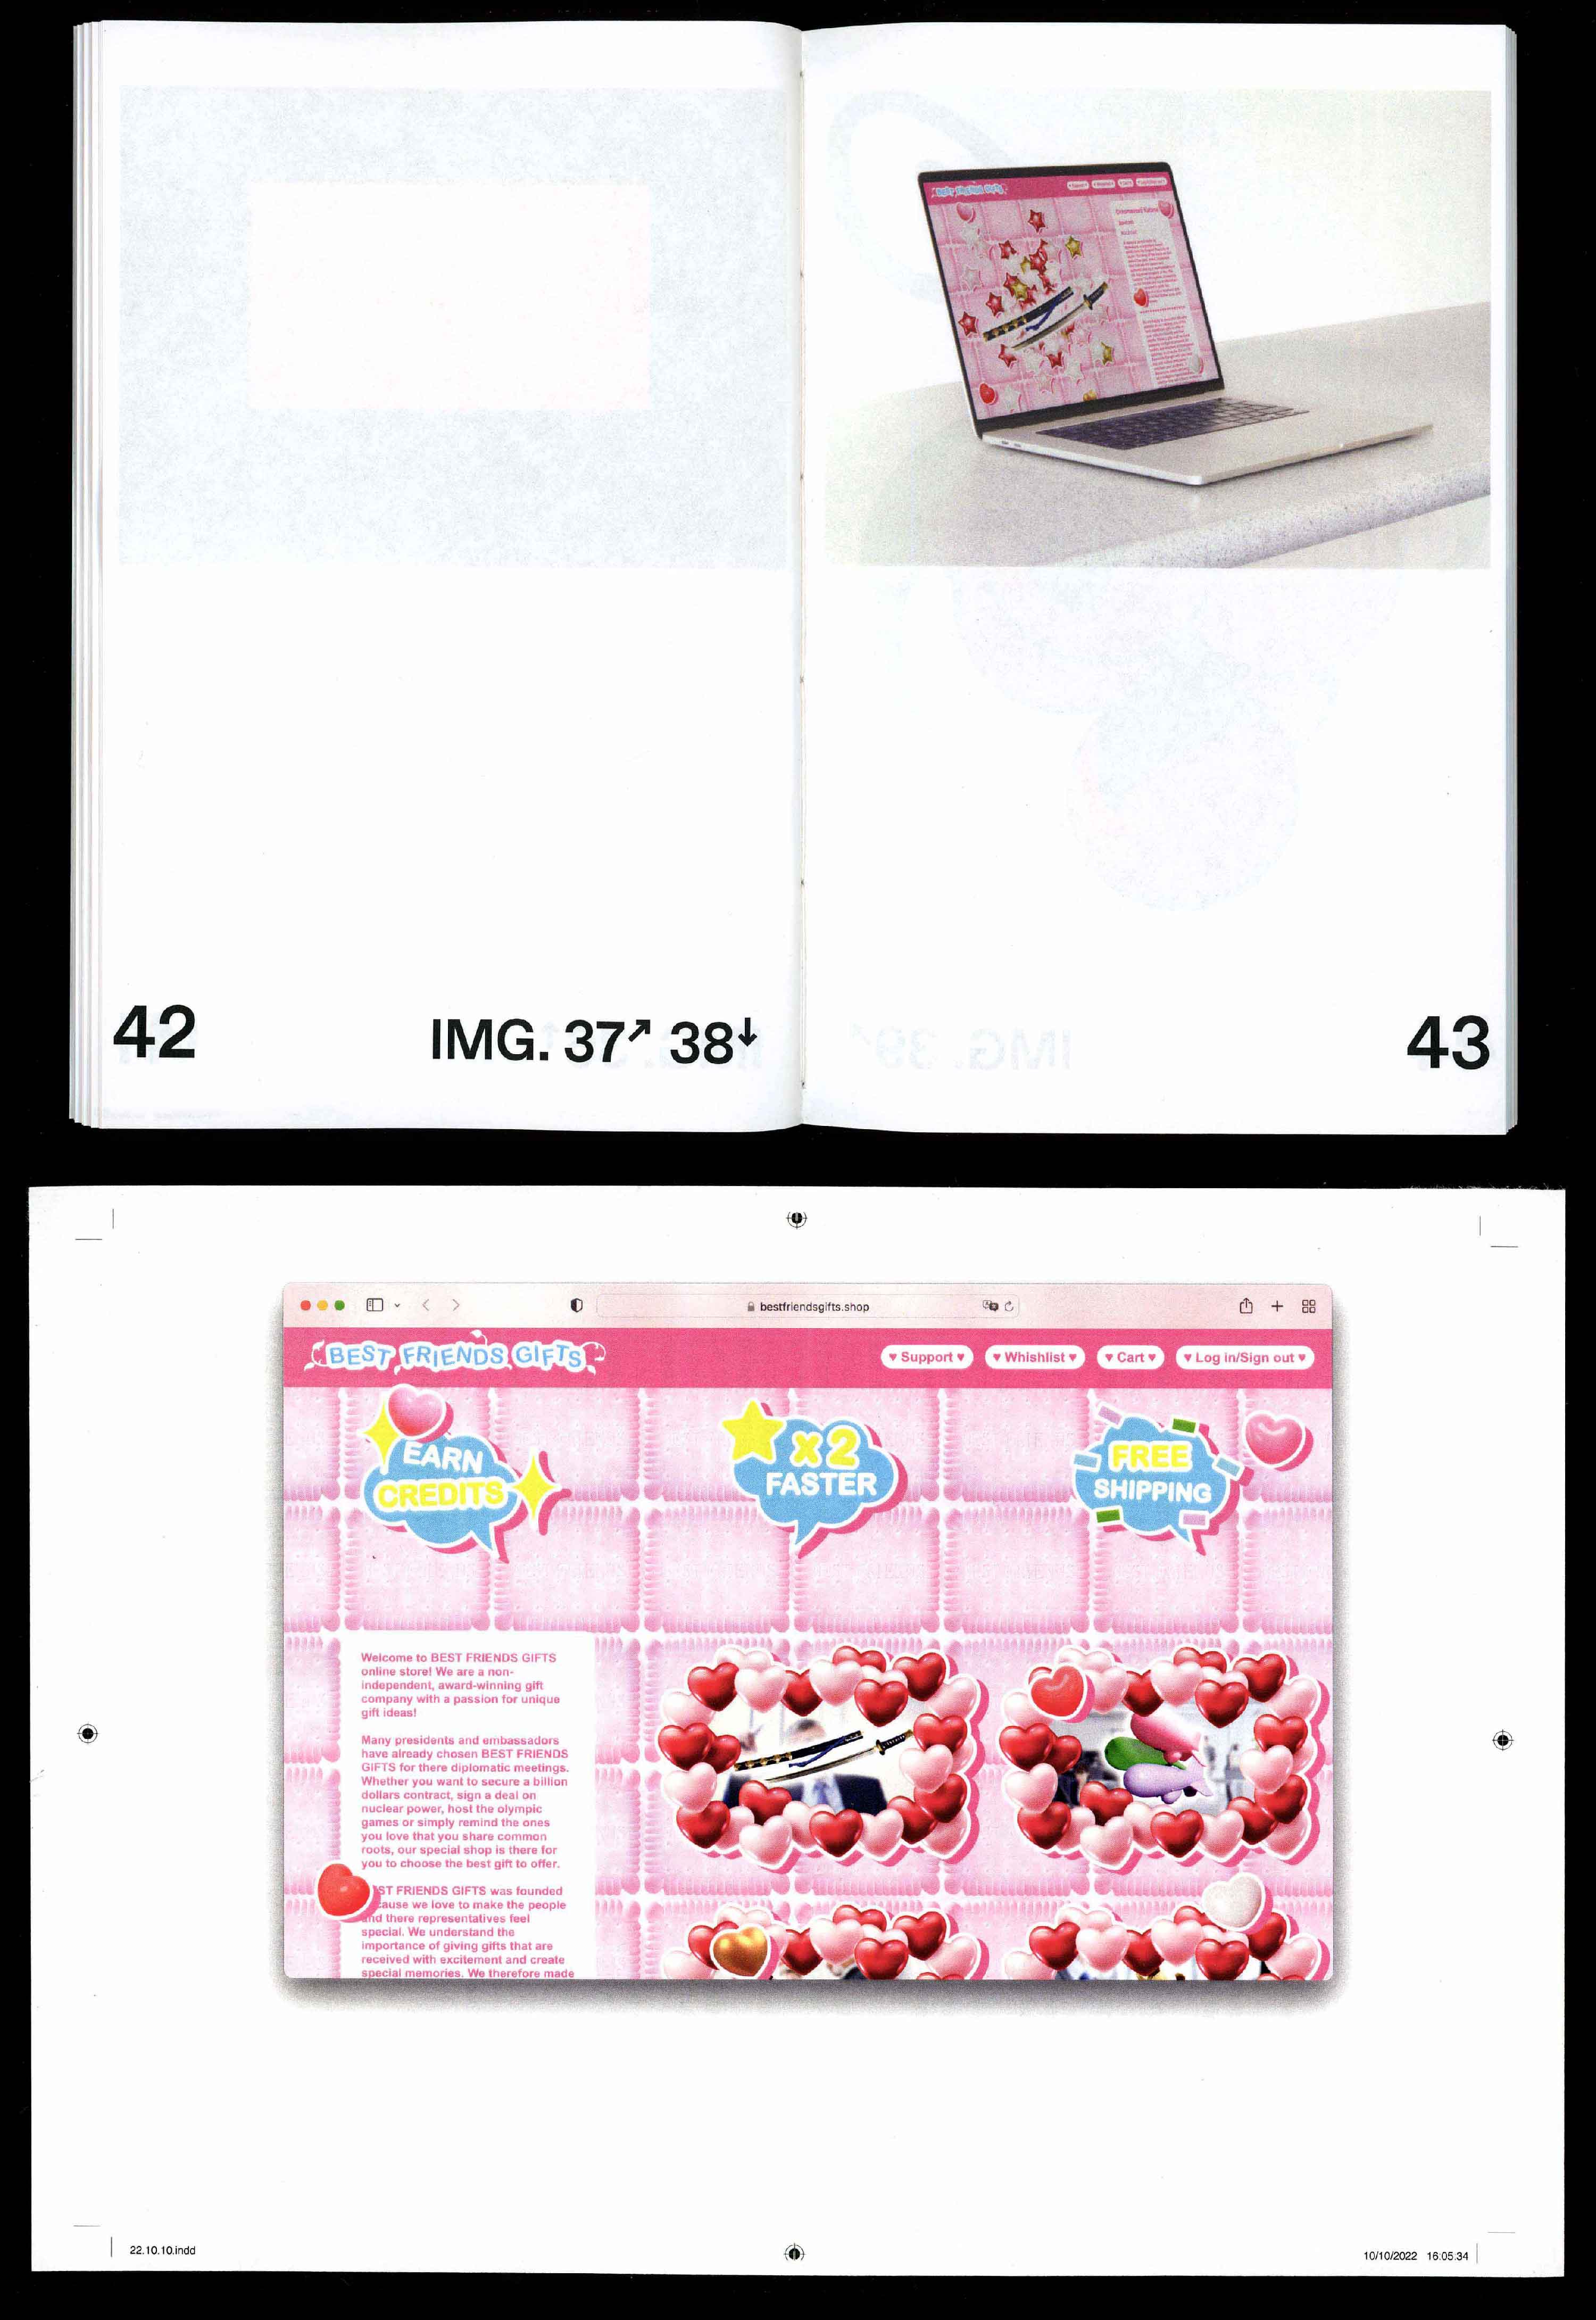 BEST FRIENDS GIFTS
42
IMG. 37↗ 38↓
IMG. 39
43
bestfriendsgifts.shop
BEST FRIENDS GIFTS
♥ Support ♥
♥ Whishlist ♥
♥ Cart ♥
♥ Log in/Sign out ♥
EARN
CREDITS
x2
FASTER
FREE
SHIPPING
Welcome to BEST FRIENDS GIFTS
online store! We are a non-
independent, award-winning gift
company with a passion for unique
gift ideas!
Many presidents and embassadors
have already chosen BEST FRIENDS
GIFTS for there diplomatic meetings.
Whether you want to secure a billion
dollars contract, sign a deal on
nuclear power, host the olympic
games or simply remind the ones
you love that you share common
roots, our special shop is there for
you to choose the best gift to offer.
ST FRIENDS GIFTS was founded
cause we love to make the people
and there representatives feel
special. We understand the
importance of giving gifts that are
received with excitement and create
special memories. We therefore made
22.10.10.indd
10/10/2022 16:05:34